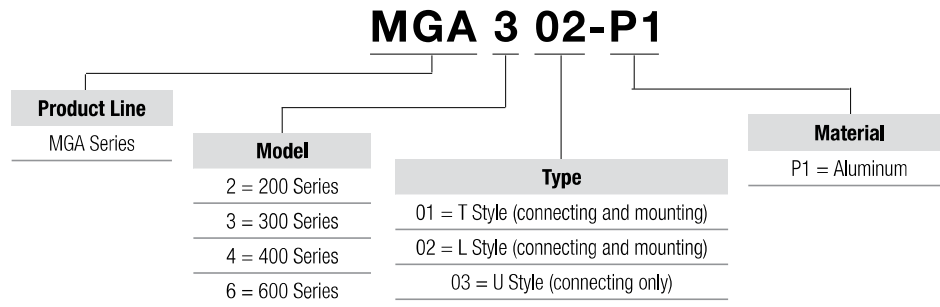 MGA 3 02-P1
Product Line
MGA Series
Model
2 = 200 Series
3 = 300 Series
4 = 400 Series
6 = 600 Series
Type
01 = T Style (connecting and mounting)
02 = L Style (connecting and mounting)
03 = U Style (connecting only)
Material
P1 = Aluminum